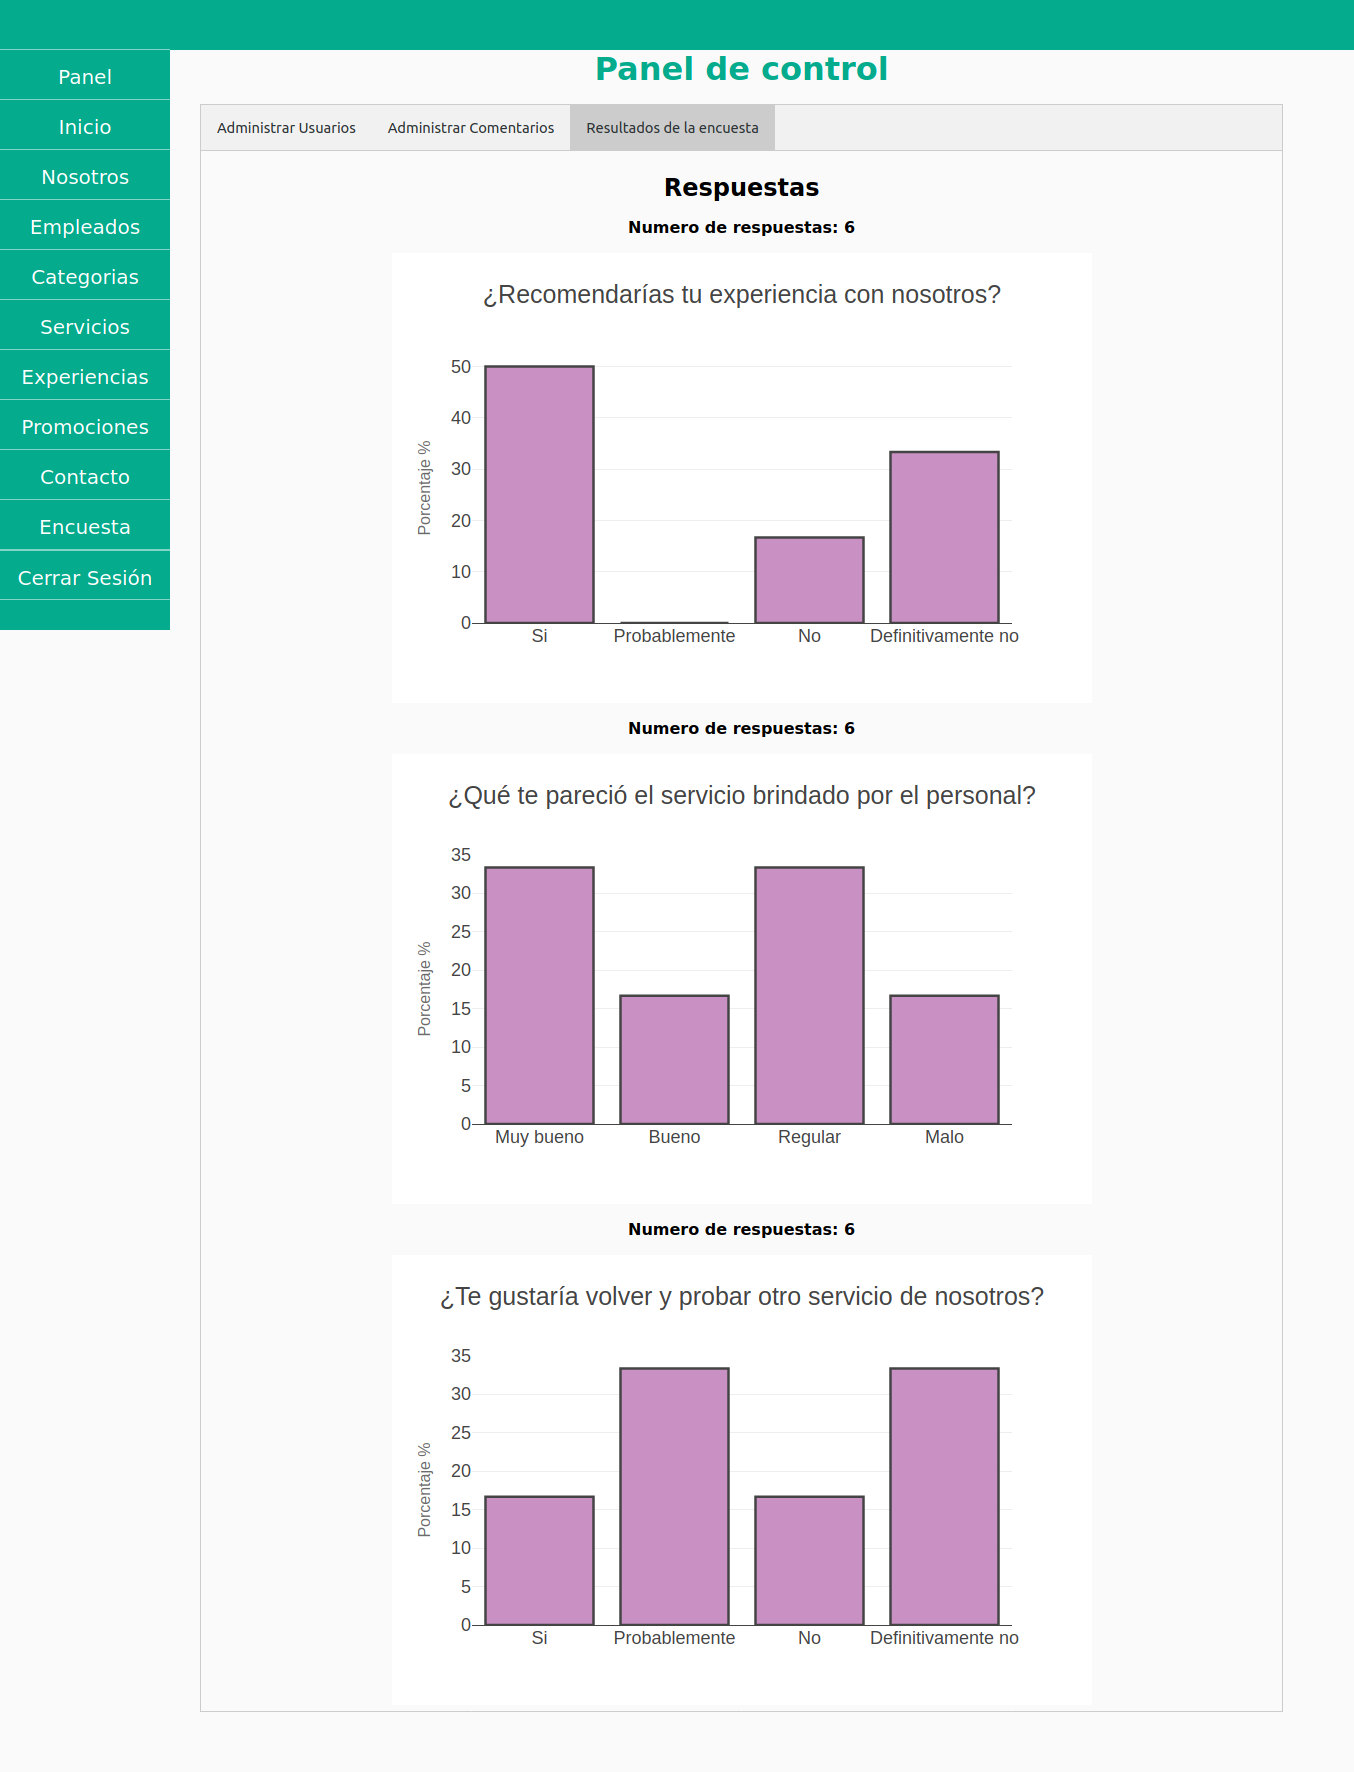 Panel
Inicio
Nosotros
Empleados
Categorias
Servicios
Experiencias
Promociones
Contacto
Encuesta
Cerrar Sesión
Panel de control
Administrar Usuarios
Administrar Comentarios
Resultados de la encuesta
Respuestas
Numero de respuestas: 6
¿Recomendarías tu experiencia con nosotros?
Porcentaje %
50
40
30
20
10
0
Si
Probablemente
No
Definitivamente no
Numero de respuestas: 6
¿Qué te pareció el servicio brindado por el personal?
Porcentaje %
35
30
25
20
15
10
5
0
Muy bueno
Bueno
Regular
Malo
Numero de respuestas: 6
¿Te gustaría volver y probar otro servicio de nosotros?
Porcentaje %
35
30
25
20
15
10
5
0
Si
Probablemente
No
Definitivamente no